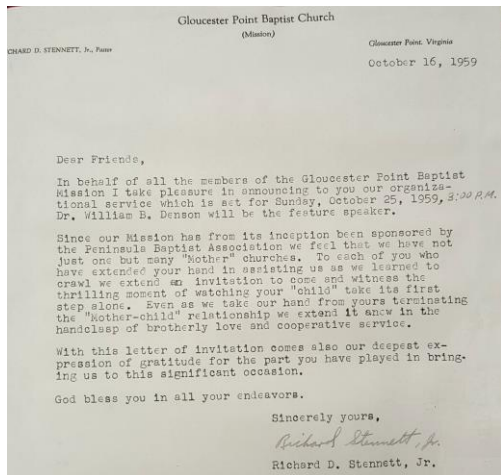 Gloucester Point Baptist Church
(Mission)
CHARD D. STENNETT, Jr., Pastor
Gloucester Point, Virginia
October 16, 1959
Dear Friends,
In behalf of all the members of the Gloucester Point Baptist
Mission I take pleasure in announcing to you our organiza-
tional service which is set for Sunday, October 25, 1959, 3:00 P.M.
Dr. William B. Denson will be the feature speaker.
Since our Mission has from its inception been sponsored by
the Peninsula Baptist Association we feel that we have not
just one but many "Mother" churches. To each of you who
have extended your hand in assisting us as we learned to
crawl we extend an invitation to come and witness the
thrilling moment of watching your "child" take its first
step alone. Even as we take our hand from yours terminating
the "Mother-child" relationship we extend it anew in the
handclasp of brotherly love and cooperative service.
With this letter of invitation comes also our deepest ex-
pression of gratitude for the part you have played in bring-
ing us to this significant occasion.
God bless you in all your endeavors.
Sincerely yours,
Richard Stennett, Jr.
Richard D. Stennett, Jr.